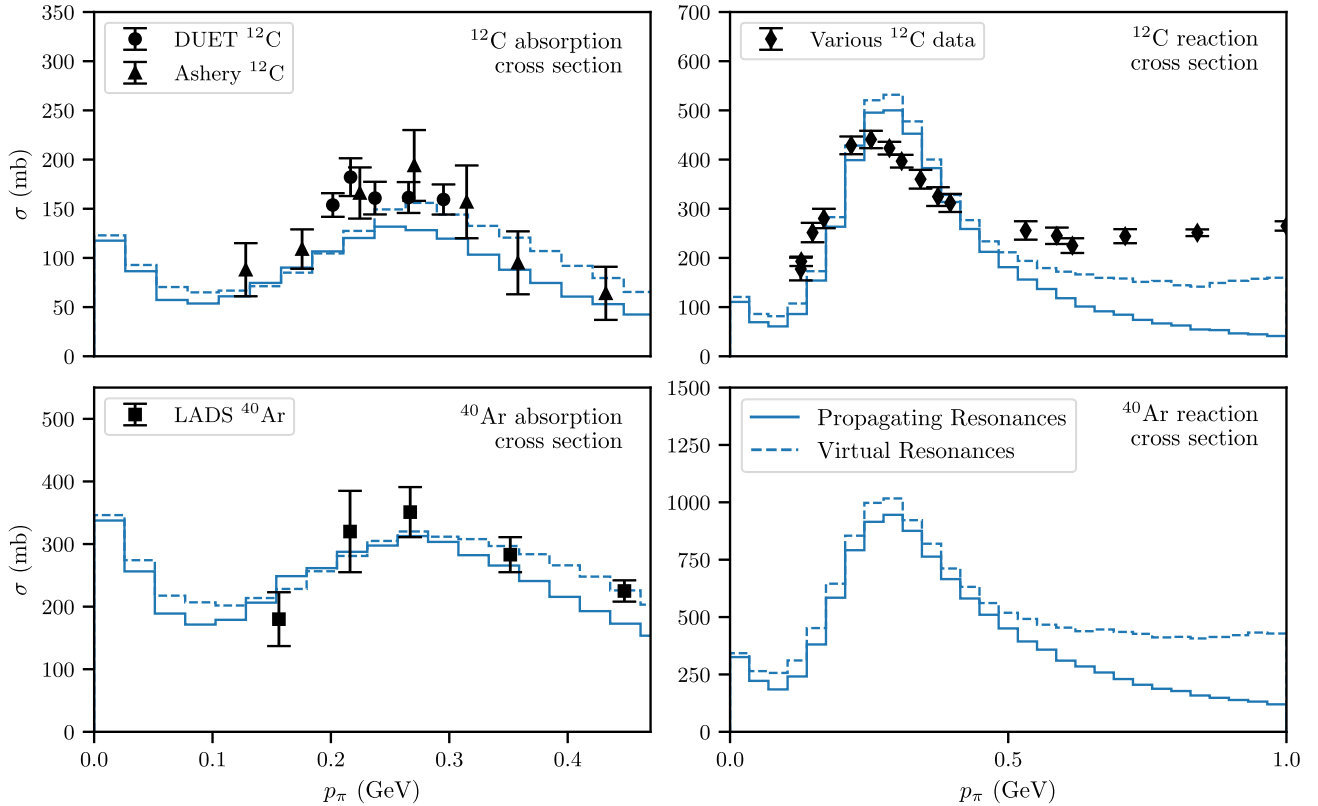 350
300
250
200
150
100
50
0
σ (mb)
DUET ¹²C
Ashery ¹²C
¹²C absorption
cross section
700
600
500
400
300
200
100
0
Various ¹²C data
¹²C reaction
cross section
500
400
300
200
100
0
σ (mb)
LADS ⁴⁰Ar
⁴⁰Ar absorption
cross section
0.0 0.1 0.2 0.3 0.4
p_π (GeV)
1500
1250
1000
750
500
250
0
Propagating Resonances
Virtual Resonances
⁴⁰Ar reaction
cross section
0.0 0.5 1.0
p_π (GeV)